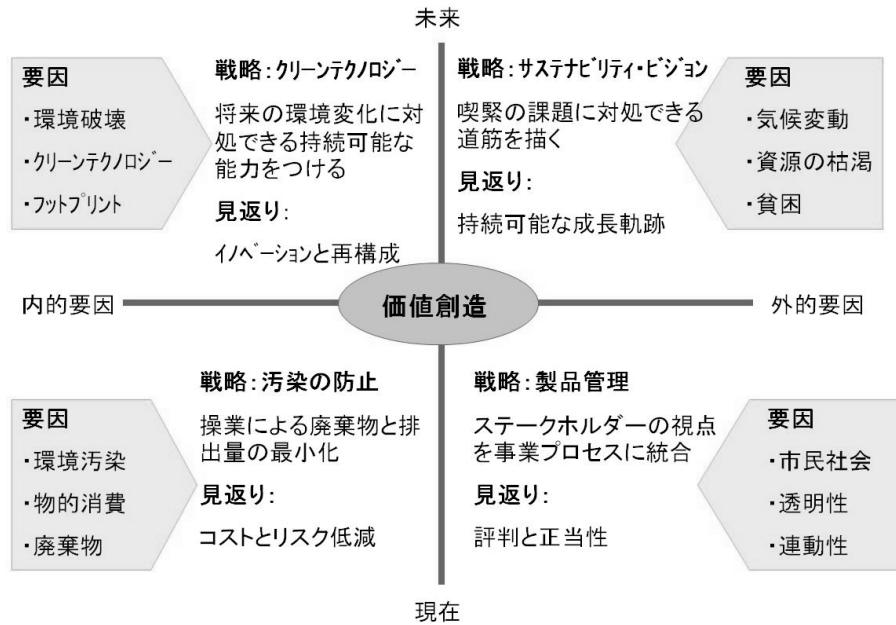 未来
要因
・環境破壊
・クリーンテクノロジー
・フットプリント
戦略：クリーンテクノロジー
将来の環境変化に対
処できる持続可能な
能力をつける
見返り：
イノベーションと再構成
戦略：サステナビリティ・ビジョン
喫緊の課題に対処できる
道筋を描く
見返り：
持続可能な成長軌跡
要因
・気候変動
・資源の枯渇
・貧困
内的要因
価値創造
外的要因
要因
・環境汚染
・物的消費
・廃棄物
戦略：汚染の防止
操業による廃棄物と排
出量の最小化
見返り：
コストとリスク低減
戦略：製品管理
ステークホルダーの視点
を事業プロセスに統合
見返り：
評判と正当性
要因
・市民社会
・透明性
・連動性
現在